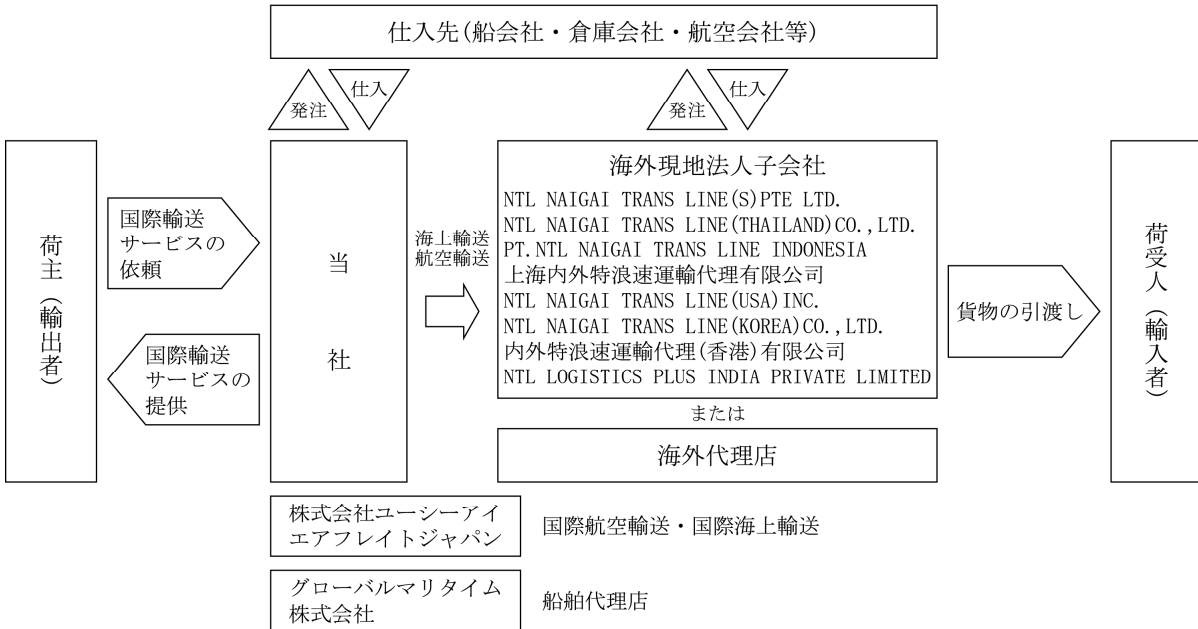 仕入先(船会社・倉庫会社・航空会社等)
発注
仕入
発注
仕入
荷主（輸出者）
国際輸送
サービスの
依頼
国際輸送
サービスの
提供
当社
海上輸送
航空輸送
海外現地法人子会社
NTL NAIGAI TRANS LINE(S)PTE LTD.
NTL NAIGAI TRANS LINE(THAILAND)CO.,LTD.
PT.NTL NAIGAI TRANS LINE INDONESIA
上海内外特浪速運輸代理有限公司
NTL NAIGAI TRANS LINE(USA)INC.
NTL NAIGAI TRANS LINE(KOREA)CO.,LTD.
内外特浪速運輸代理(香港)有限公司
NTL LOGISTICS PLUS INDIA PRIVATE LIMITED
または
海外代理店
貨物の引渡し
荷受人（輸入者）
株式会社ユーシーアイ
エアフレイトジャパン
国際航空輸送・国際海上輸送
グローバルマリタイム
株式会社
船舶代理店